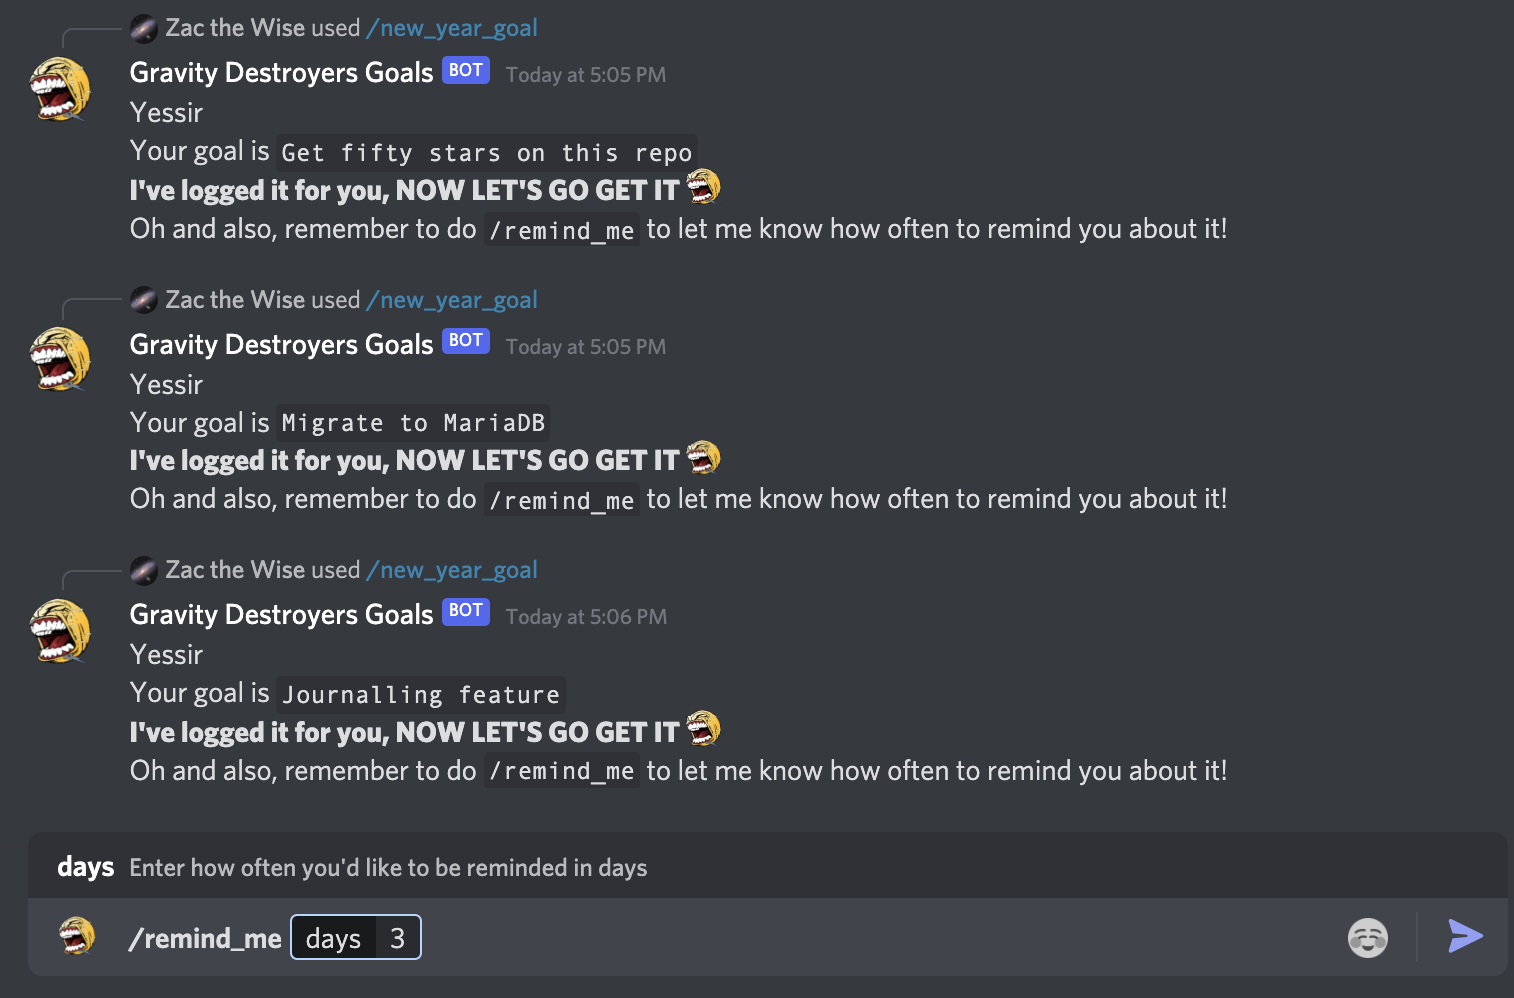 Zac the Wise used /new_year_goal
Gravity Destroyers Goals BOT Today at 5:05 PM
Yessir
Your goal is Get fifty stars on this repo
I've logged it for you, NOW LET'S GO GET IT
Oh and also, remember to do /remind_me to let me know how often to remind you about it!
Zac the Wise used /new_year_goal
Gravity Destroyers Goals BOT Today at 5:05 PM
Yessir
Your goal is Migrate to MariaDB
I've logged it for you, NOW LET'S GO GET IT
Oh and also, remember to do /remind_me to let me know how often to remind you about it!
Zac the Wise used /new_year_goal
Gravity Destroyers Goals BOT Today at 5:06 PM
Yessir
Your goal is Journalling feature
I've logged it for you, NOW LET'S GO GET IT
Oh and also, remember to do /remind_me to let me know how often to remind you about it!
days Enter how often you'd like to be reminded in days
/remind_me days 3